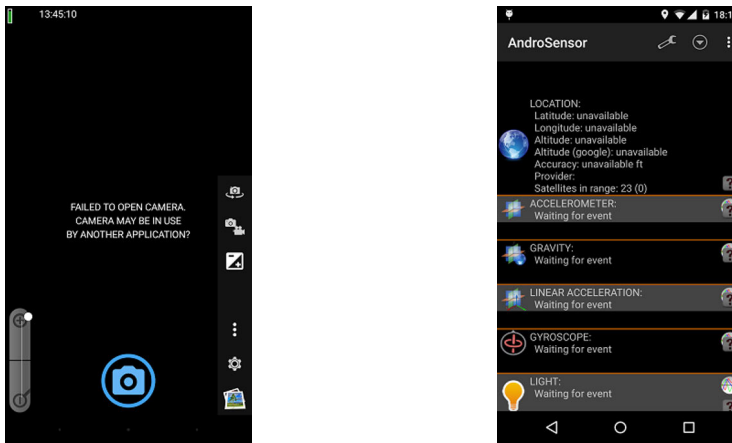 13:45:10
FAILED TO OPEN CAMERA.
CAMERA MAY BE IN USE
BY ANOTHER APPLICATION?
18:1
AndroSensor
LOCATION:
Latitude: unavailable
Longitude: unavailable
Altitude: unavailable
Altitude (google): unavailable
Accuracy: unavailable ft
Provider:
Satellites in range: 23 (0)
ACCELEROMETER:
Waiting for event
GRAVITY:
Waiting for event
LINEAR ACCELERATION:
Waiting for event
GYROSCOPE:
Waiting for event
LIGHT:
Waiting for event